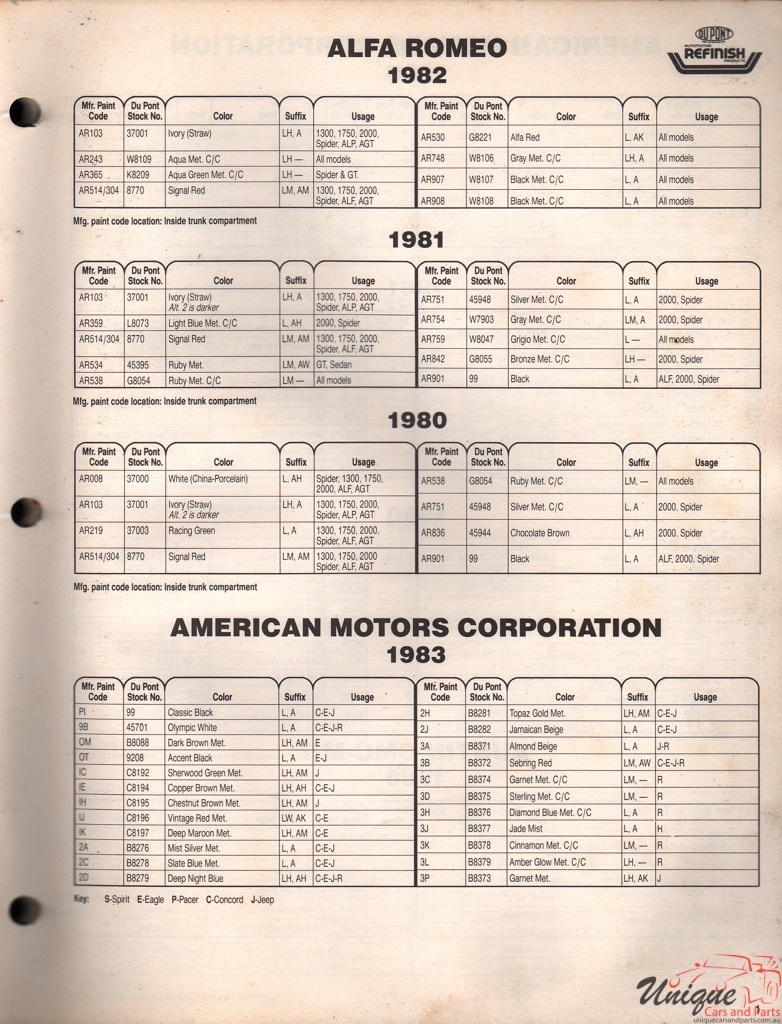 ALFA ROMEO
1982
DU PONT
AUTOMOTIVE
REFINISH
PRODUCTS
Mfr. Paint Code Du Pont Stock No. Color Suffix Usage
AR103 37001 Ivory (Straw) LH, A 1300, 1750, 2000, Spider, ALP, AGT
AR243 W8109 Aqua Met. C/C LH — All models
AR365 K8209 Aqua Green Met. C/C LH — Spider & GT.
AR514/304 8770 Signal Red LM, AM 1300, 1750, 2000, Spider, ALF, AGT
Mfr. Paint Code Du Pont Stock No. Color Suffix Usage
AR530 G8221 Alfa Red L, AK All models
AR748 W8106 Gray Met. C/C LH, A All models
AR907 W8107 Black Met. C/C L, A All models
AR908 W8108 Black Met. C/C L, A All models
Mfg. paint code location: Inside trunk compartment
1981
Mfr. Paint Code Du Pont Stock No. Color Suffix Usage
AR103 37001 Ivory (Straw) Alt. 2 is darker LH, A 1300, 1750, 2000, Spider, ALP, AGT
AR359 L8073 Light Blue Met. C/C L, AH 2000, Spider
AR514/304 8770 Signal Red LM, AM 1300, 1750, 2000, Spider, ALF, AGT
AR534 45395 Ruby Met. LM, AW GT, Sedan
AR538 G8054 Ruby Met. C/C LM — All models
Mfr. Paint Code Du Pont Stock No. Color Suffix Usage
AR751 45948 Silver Met. C/C L, A 2000, Spider
AR754 W7903 Gray Met. C/C LM, A 2000, Spider
AR759 W8047 Grigio Met. C/C L — All models
AR842 G8055 Bronze Met. C/C LH — 2000, Spider
AR901 99 Black L, A ALF, 2000, Spider
Mfg. paint code location: Inside trunk compartment
1980
Mfr. Paint Code Du Pont Stock No. Color Suffix Usage
AR008 37000 White (China-Porcelain) L, AH Spider, 1300, 1750, 2000, ALF, AGT
AR103 37001 Ivory (Straw) Alt. 2 is darker LH, A 1300, 1750, 2000, Spider, ALF, AGT
AR219 37003 Racing Green L, A 1300, 1750, 2000, Spider, ALF, AGT
AR514/304 8770 Signal Red LM, AM 1300, 1750, 2000 Spider, ALF, AGT
Mfr. Paint Code Du Pont Stock No. Color Suffix Usage
AR538 G8054 Ruby Met. C/C LM, — All models
AR751 45948 Silver Met. C/C L, A 2000, Spider
AR836 45944 Chocolate Brown L, AH 2000, Spider
AR901 99 Black L, A ALF, 2000, Spider
Mfg. paint code location: Inside trunk compartment
AMERICAN MOTORS CORPORATION
1983
Mfr. Paint Code Du Pont Stock No. Color Suffix Usage
PI 99 Classic Black L, A C-E-J
9B 45701 Olympic White L, A C-E-J-R
OM B8088 Dark Brown Met. LH, AM E
OT 9208 Accent Black L, A E-J
IC C8192 Sherwood Green Met. LH, AM J
IE C8194 Copper Brown Met. LH, AH C-E-J
IH C8195 Chestnut Brown Met. LH, AM J
IJ C8196 Vintage Red Met. LW, AK C-E
IK C8197 Deep Maroon Met. LH, AM C-E
2A B8276 Mist Silver Met. L, A C-E-J
2C B8278 Slate Blue Met. L, A C-E-J
2D B8279 Deep Night Blue LH, AH C-E-J-R
Mfr. Paint Code Du Pont Stock No. Color Suffix Usage
2H B8281 Topaz Gold Met. LH, AM C-E-J
2J B8282 Jamaican Beige L, A C-E-J
3A B8371 Almond Beige L, A J-R
3B B8372 Sebring Red LM, AW C-E-J-R
3C B8374 Garnet Met. C/C LM, — R
3D B8375 Sterling Met. C/C LM, — R
3H B8376 Diamond Blue Met. C/C L, A R
3J B8377 Jade Mist L, A H
3K B8378 Cinnamon Met. C/C LM, — R
3L B8379 Amber Glow Met. C/C LH, — R
3P B8373 Garnet Met. LH, AK J
Key: S-Spirit E-Eagle P-Pacer C-Concord J-Jeep
1
Unique
Cars and Parts
uniquecarsandparts.com.au